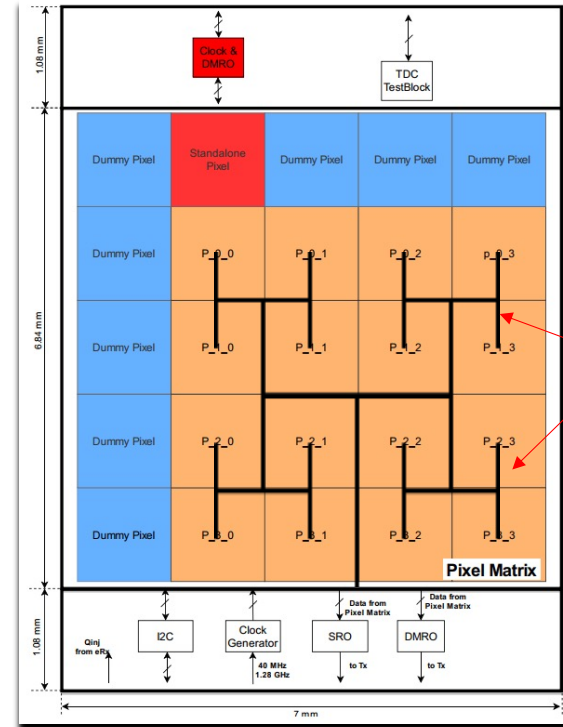 1.08 mm
Clock &
DMRO
TDC
TestBlock
6.84 mm
Dummy Pixel
Standalone
Pixel
Dummy Pixel
Dummy Pixel
Dummy Pixel
Dummy Pixel
P_0_0
P_0_1
P_0_2
p_0_3
Dummy Pixel
P_1_0
P_1_1
P_1_2
P_1_3
Dummy Pixel
P_2_0
P_2_1
P_2_2
P_2_3
Dummy Pixel
P_3_0
P_3_1
P_3_2
P_3_3
Pixel Matrix
1.08 mm
Qinj
from eRx
I2C
Clock
Generator
40 MHz
1.28 GHz
Data from
Pixel Matrix
SRO
to Tx
Data from
Pixel Matrix
DMRO
to Tx
7 mm